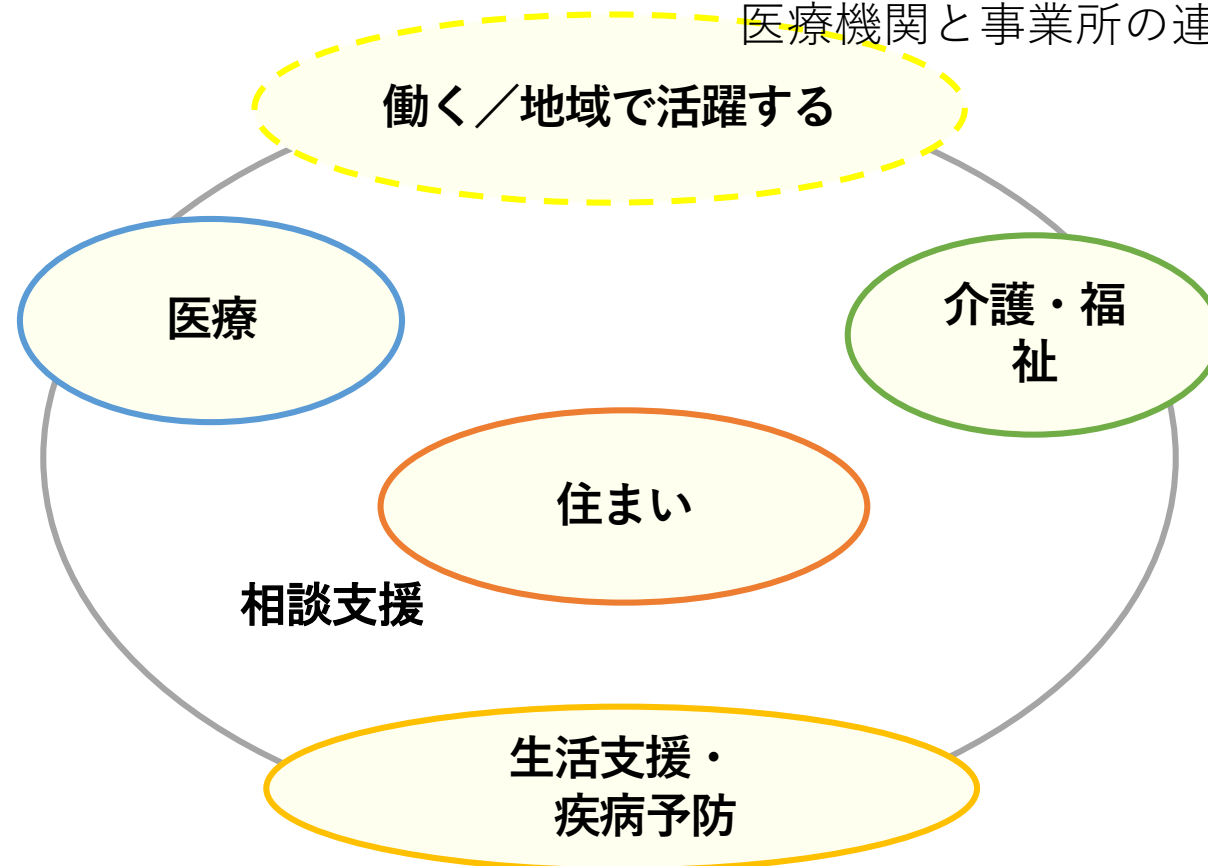 医療機関と事業所の連
働く／地域で活躍する
医療
介護・福
祉
住まい
相談支援
生活支援・
疾病予防